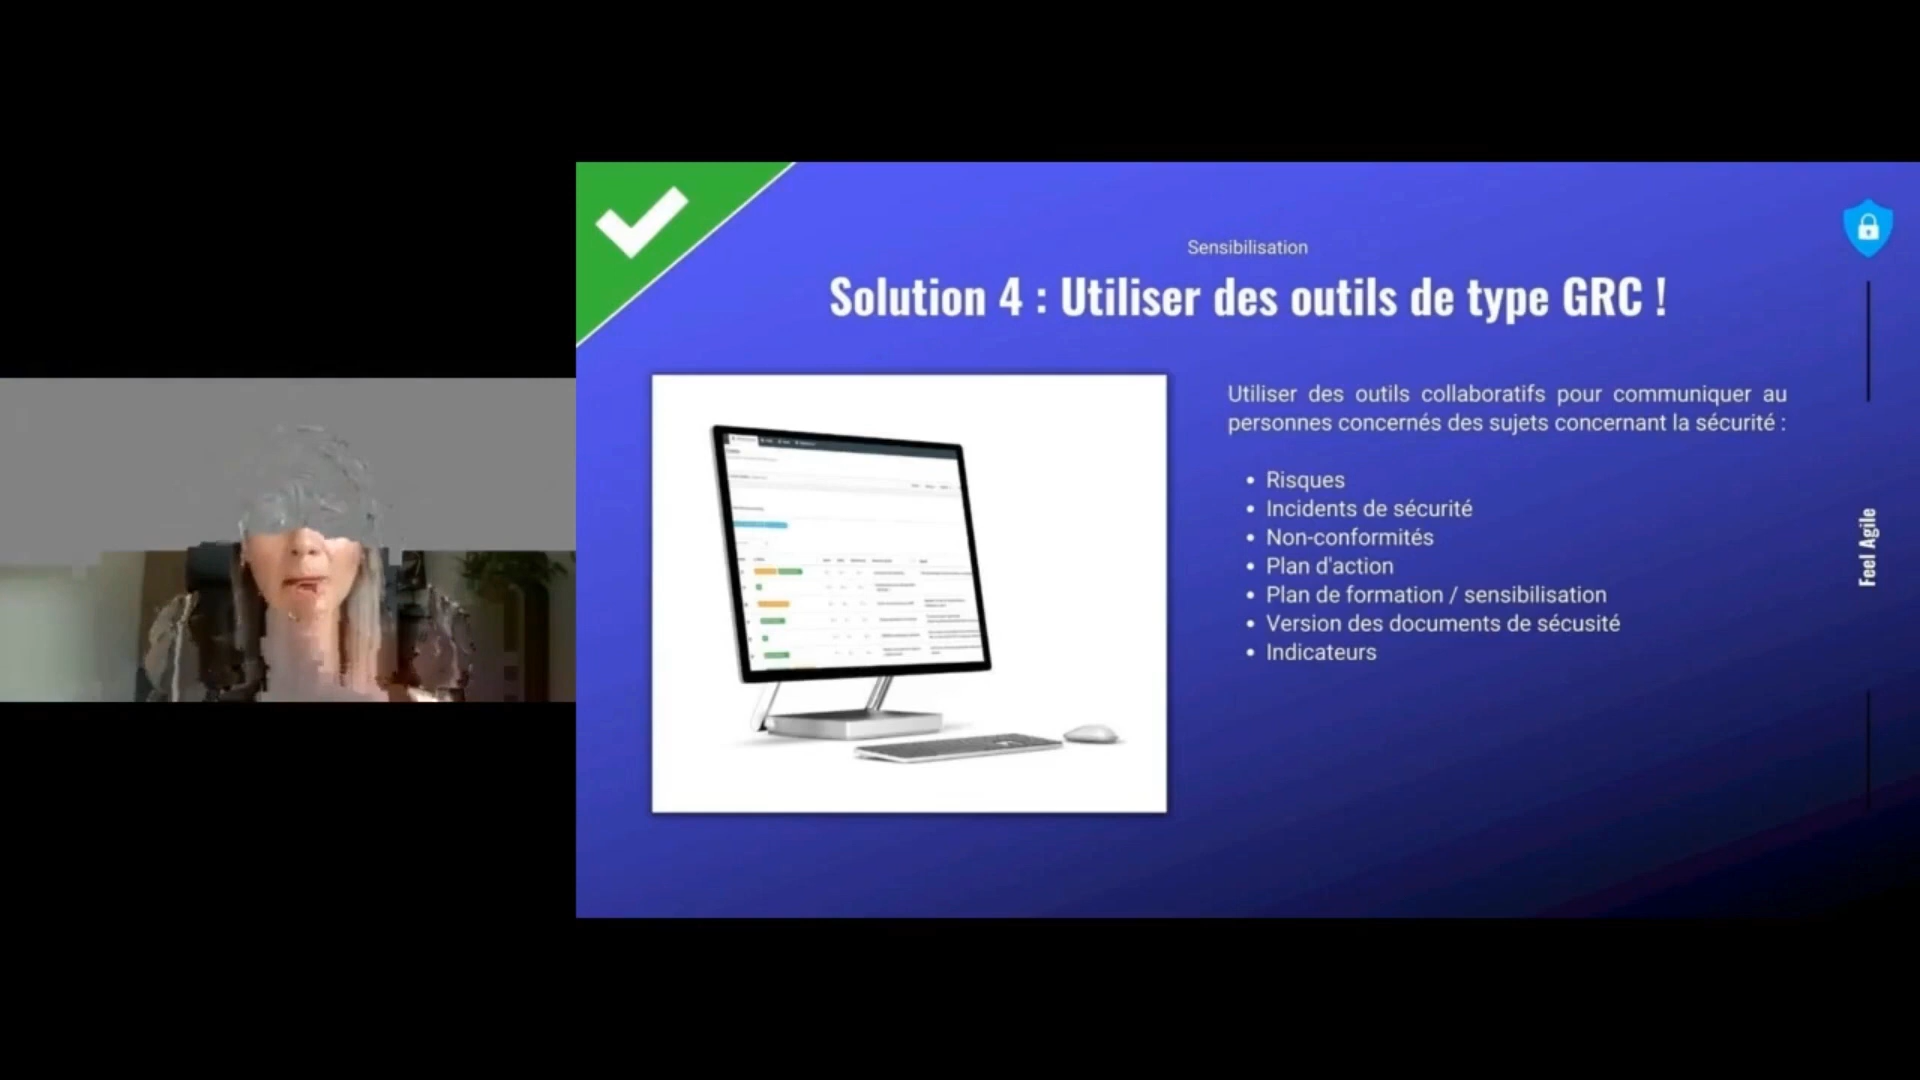 Sensibilisation
Solution 4 : Utiliser des outils de type GRC !
Utiliser des outils collaboratifs pour communiquer au
personnes concernés des sujets concernant la sécurité :
• Risques
• Incidents de sécurité
• Non-conformités
• Plan d'action
• Plan de formation / sensibilisation
• Version des documents de sécusité
• Indicateurs
Feel Agile